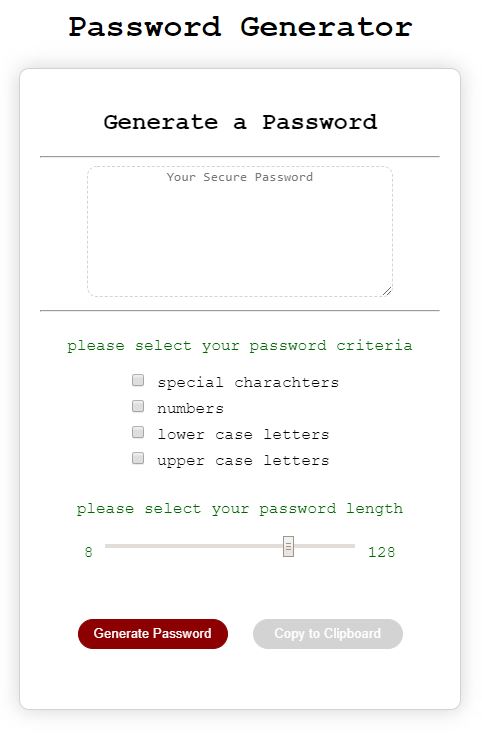 Password Generator
Generate a Password
Your Secure Password
please select your password criteria
special charachters
numbers
lower case letters
upper case letters
please select your password length
8 128
Generate Password Copy to Clipboard